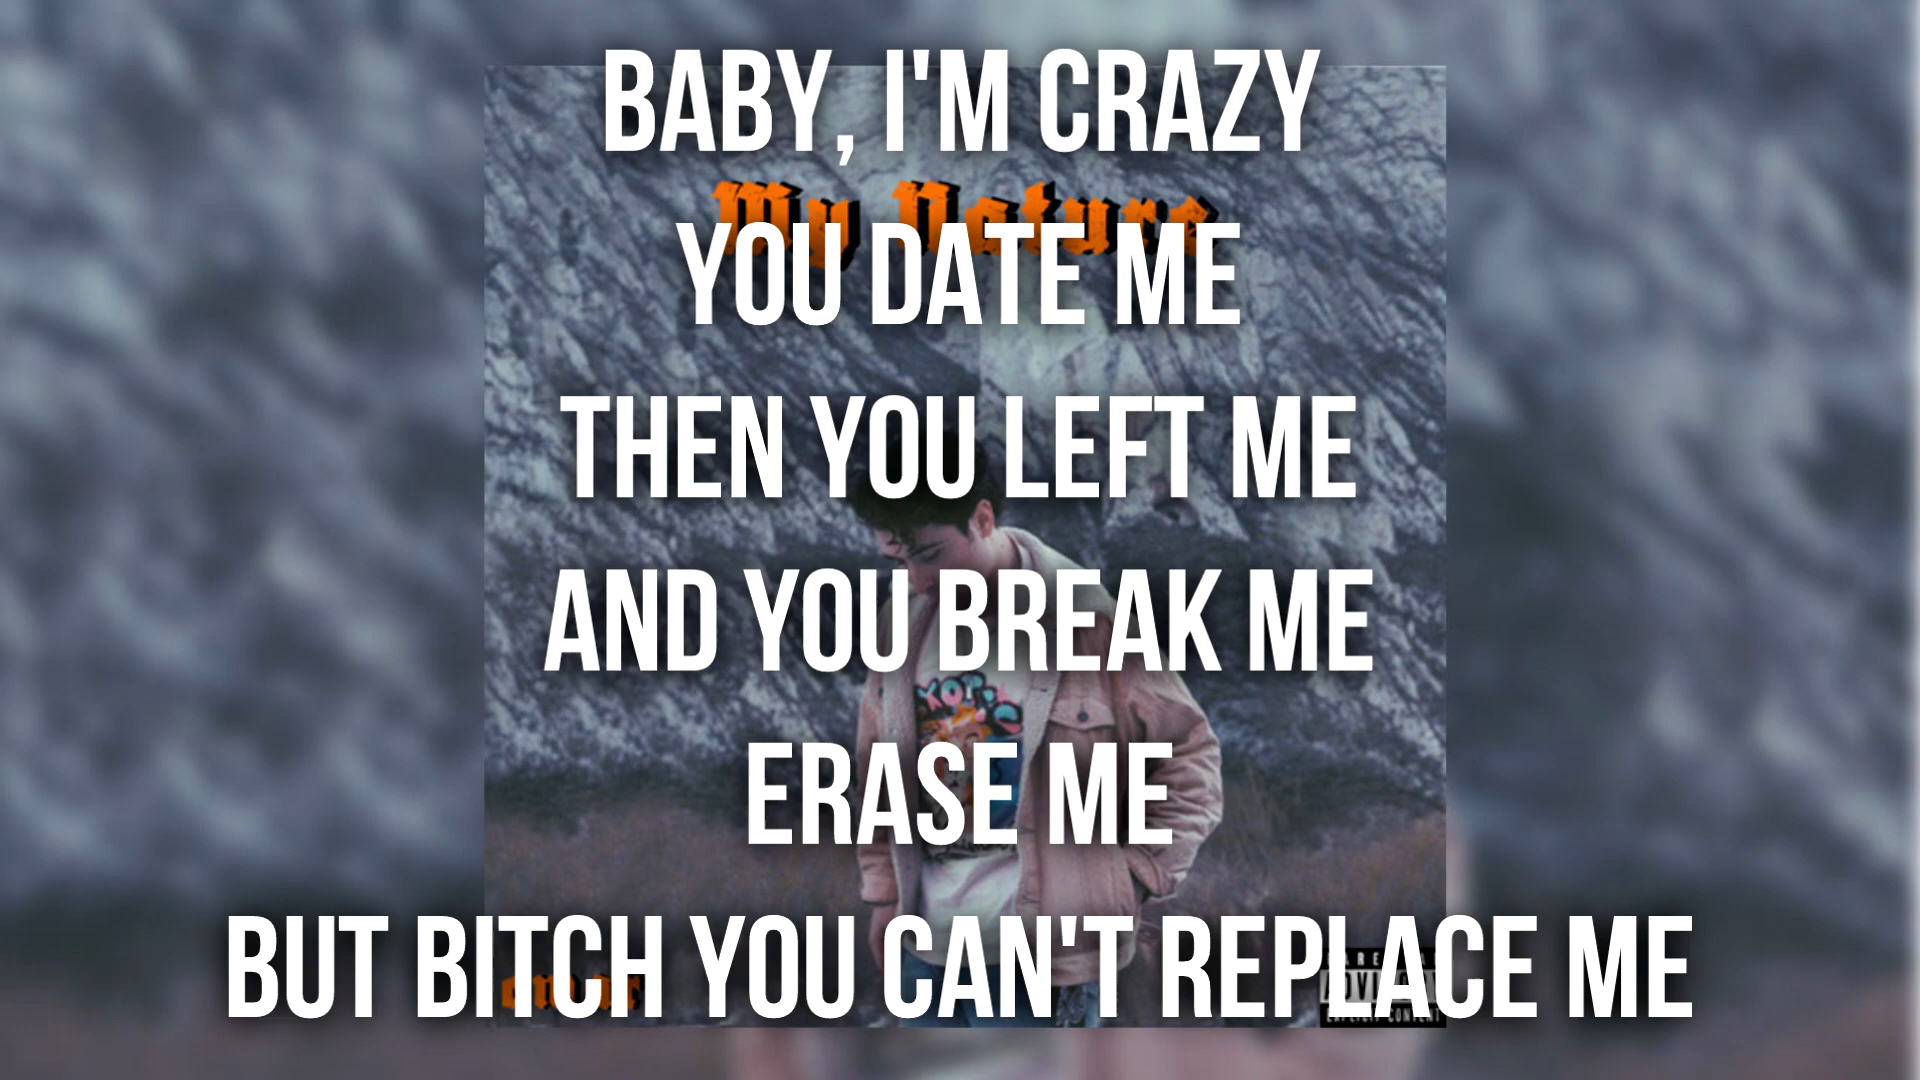 BABY, I'M CRAZY
My Nature
YOU DATE ME
THEN YOU LEFT ME
AND YOU BREAK ME
ERASE ME
BUT BITCH YOU CAN'T REPLACE ME